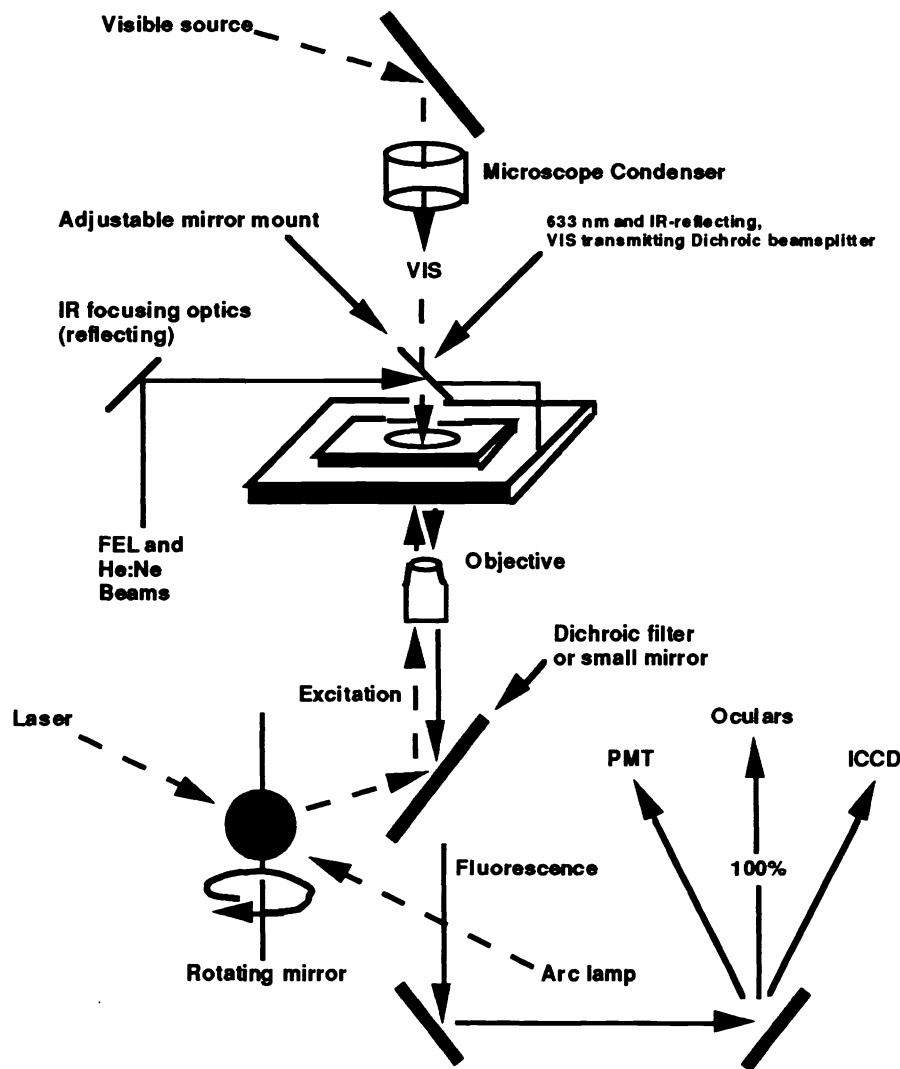 Visible source
Microscope Condenser
Adjustable mirror mount
633 nm and IR-reflecting,
VIS transmitting Dichroic beamsplitter
VIS
IR focusing optics
(reflecting)
FEL and
He:Ne
Beams
Objective
Dichroic filter
or small mirror
Excitation
Laser
Oculars
PMT
ICCD
Fluorescence
100%
Rotating mirror
Arc lamp